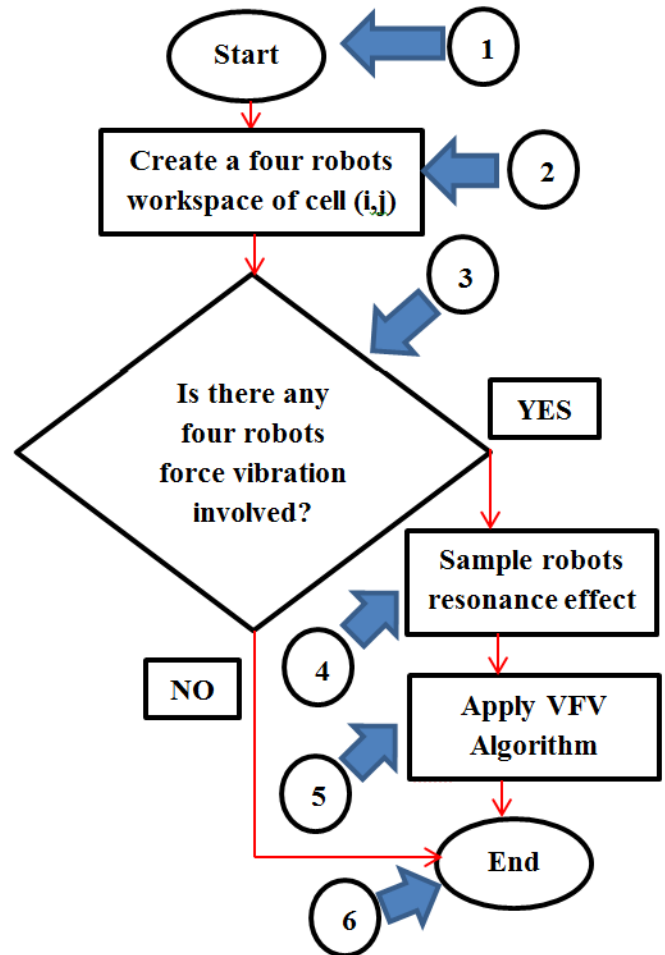 Start
1
Create a four robots
workspace of cell (i,j)
2
3
Is there any
four robots
force vibration
involved?
YES
Sample robots
resonance effect
4
NO
Apply VFV
Algorithm
5
End
6